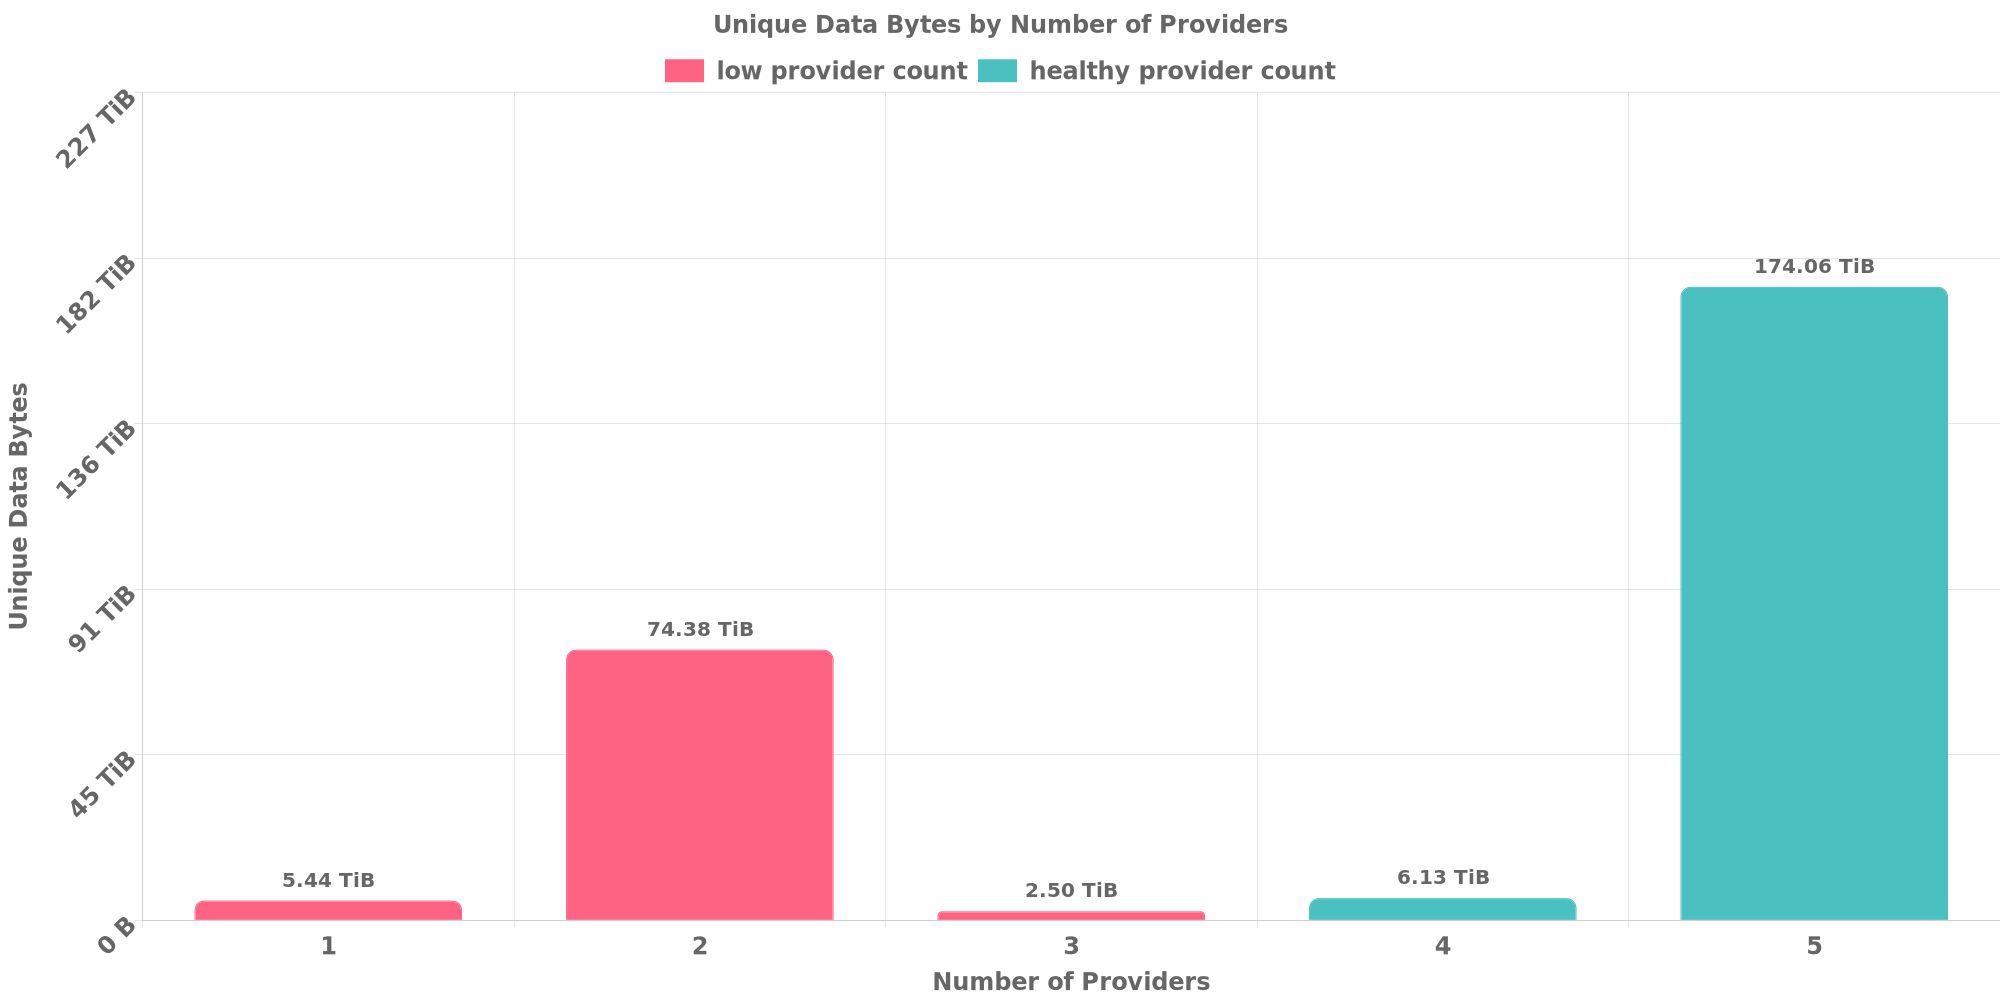 Unique Data Bytes by Number of Providers
low provider count healthy provider count
227 TiB
182 TiB
136 TiB
91 TiB
45 TiB
0 B
Unique Data Bytes
5.44 TiB
74.38 TiB
2.50 TiB
6.13 TiB
174.06 TiB
1 2 3 4 5
Number of Providers